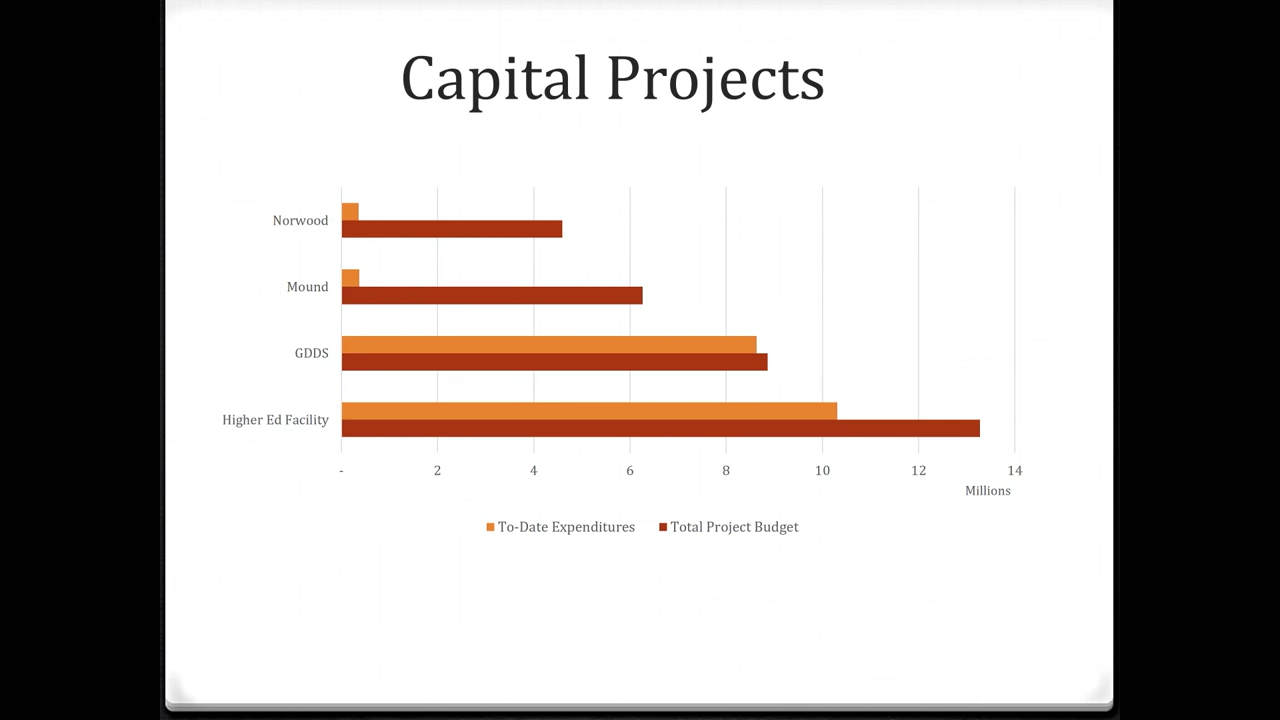 Capital Projects
Norwood
Mound
GDDS
Higher Ed Facility
- 2 4 6 8 10 12 14
Millions
To-Date Expenditures Total Project Budget